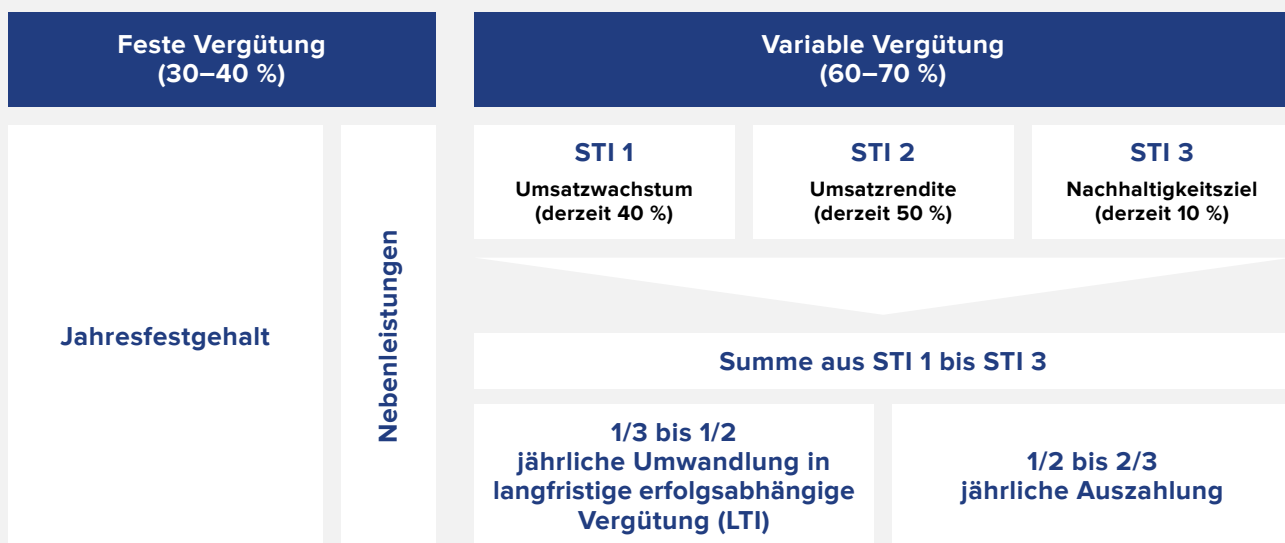 Feste Vergütung
(30–40 %)
Variable Vergütung
(60–70 %)
Jahresfestgehalt
Nebenleistungen
STI 1
Umsatzwachstum
(derzeit 40 %)
STI 2
Umsatzrendite
(derzeit 50 %)
STI 3
Nachhaltigkeitsziel
(derzeit 10 %)
Summe aus STI 1 bis STI 3
1/3 bis 1/2
jährliche Umwandlung in
langfristige erfolgsabhängige
Vergütung (LTI)
1/2 bis 2/3
jährliche Auszahlung